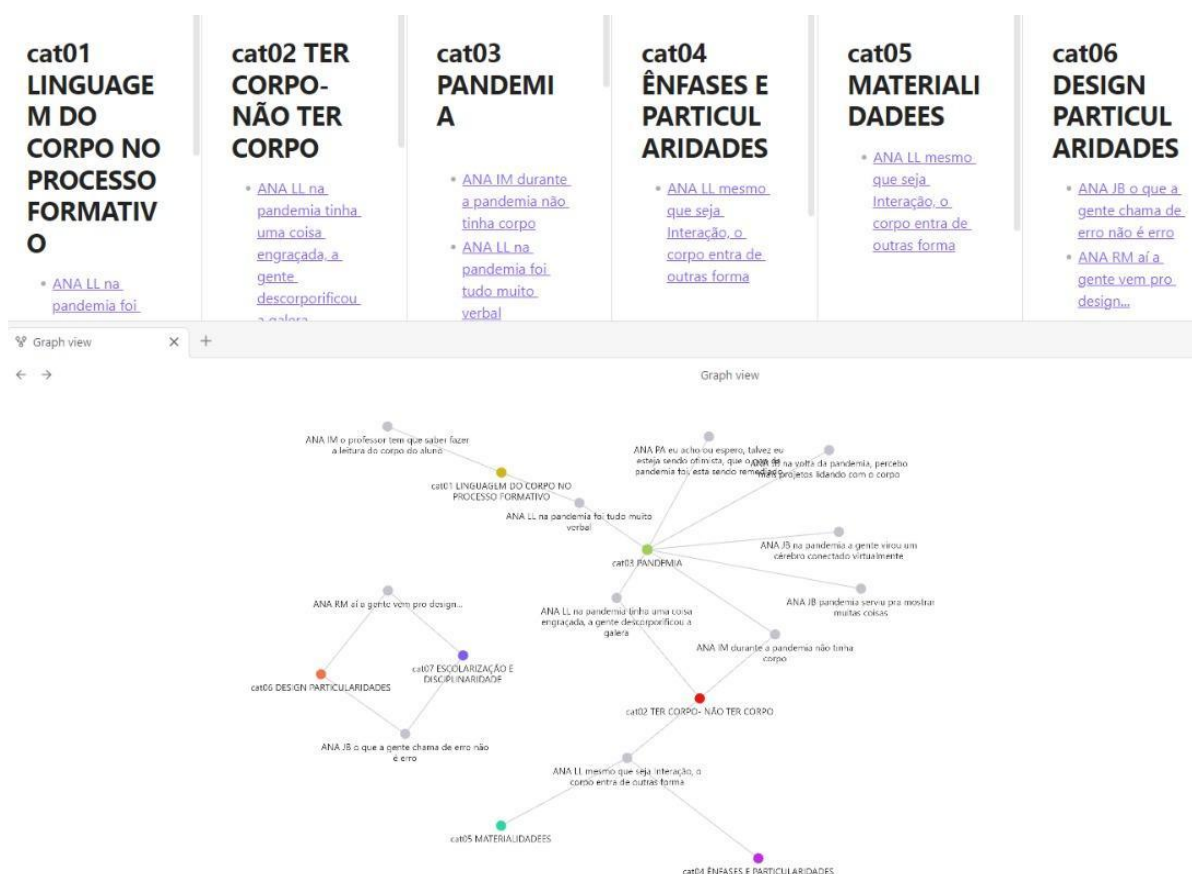 cat01
LINGUAGE
M DO
CORPO NO
PROCESSO
FORMATIV
O
ANA LL na
pandemia foi
cat02 TER
CORPO-
NÃO TER
CORPO
ANA LL na
pandemia tinha
uma coisa
engraçada, a
gente
descorporificou
a galera
cat03
PANDEMI
A
ANA IM durante
a pandemia não
tinha corpo
ANA LL na
pandemia foi
tudo muito
verbal
cat04
ÊNFASES E
PARTICUL
ARIDADES
ANA LL mesmo
que seja
Interação, o
corpo entra de
outras forma
cat05
MATERIALI
DADEES
ANA LL mesmo
que seja
Interação, o
corpo entra de
outras forma
cat06
DESIGN
PARTICUL
ARIDADES
ANA JB o que a
gente chama de
erro não é erro
ANA RM aí a
gente vem pro
design...
Graph view
Graph view
ANA IM o professor tem que saber fazer
a leitura do corpo do aluno
cat01 LINGUAGEM DO CORPO NO
PROCESSO FORMATIVO
ANA LL na pandemia foi tudo muito
verbal
ANA PA eu acho ou espero, talvez eu
esteja sendo otimista, que o gap da
pandemia foi, esta sendo remediado
na volta da pandemia, percebo
mais projetos lidando com o corpo
ANA JB na pandemia a gente virou um
cérebro conectado virtualmente
cat03 PANDEMIA
ANA JB pandemia serviu pra mostrar
muitas coisas
ANA RM aí a gente vem pro design...
ANA LL na pandemia tinha uma coisa
engraçada, a gente descorporificou a
galera
ANA IM durante a pandemia não tinha
corpo
cat07 ESCOLARIZAÇÃO E
DISCIPLINARIDADE
cat06 DESIGN PARTICULARIDADES
cat02 TER CORPO- NÃO TER CORPO
ANA JB o que a gente chama de erro não
é erro
ANA LL mesmo que seja Interação, o
corpo entra de outras forma
cat05 MATERIALIDADEES
cat04 ÊNFASES E PARTICULARIDADES